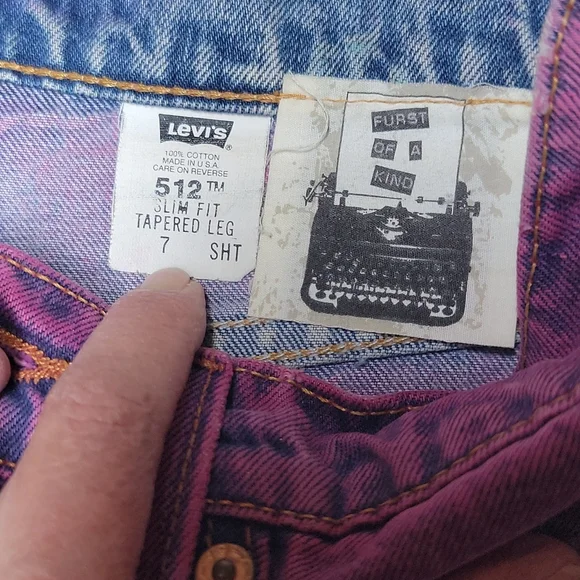 Levi's ®
100% COTTON
MADE IN U.S.A.
CARE ON REVERSE
512™
SLIM FIT
TAPERED LEG
7 SHT
FURST
OF A
KIND